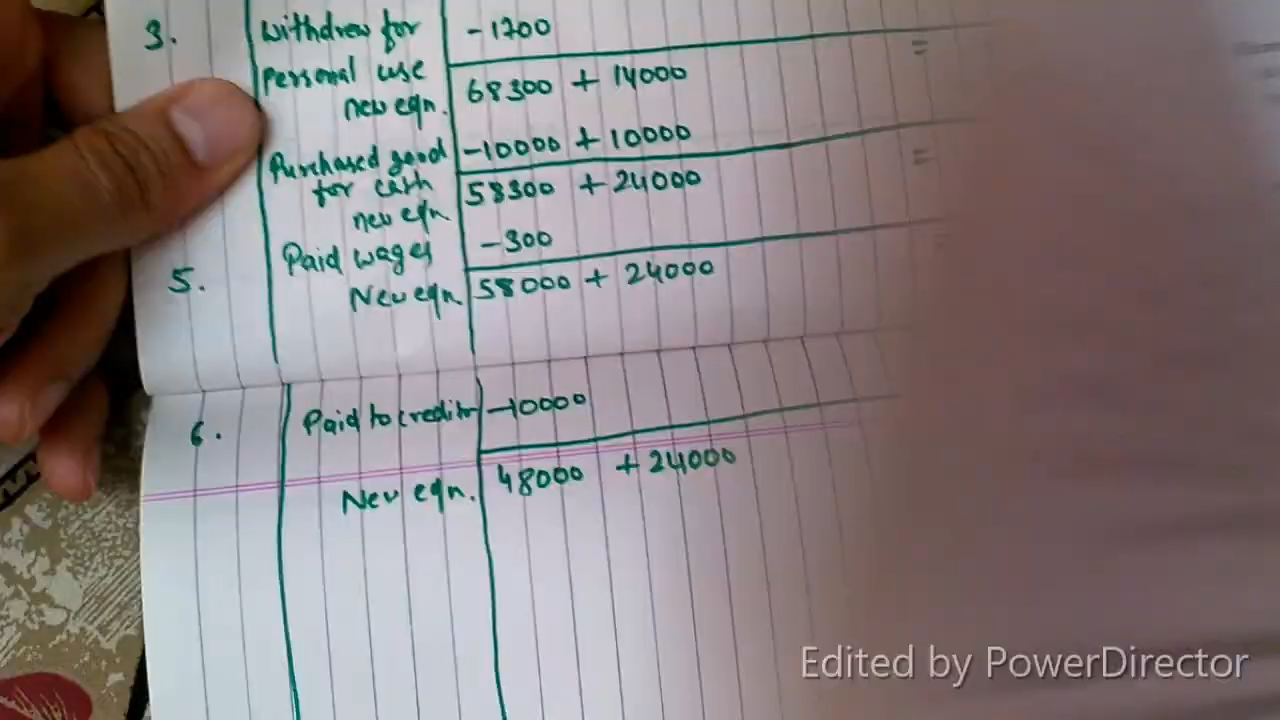 3. Withdrew for -1700
personal use 68300 + 14000 =
new eqn.
Purchased good -10000 + 10000
for cash 58300 + 24000 =
new eqn
5. Paid wages -300
New eqn. 58000 + 24000 =
6. Paid to creditor -10000
New eqn. 48000 + 24000
Edited by PowerDirector